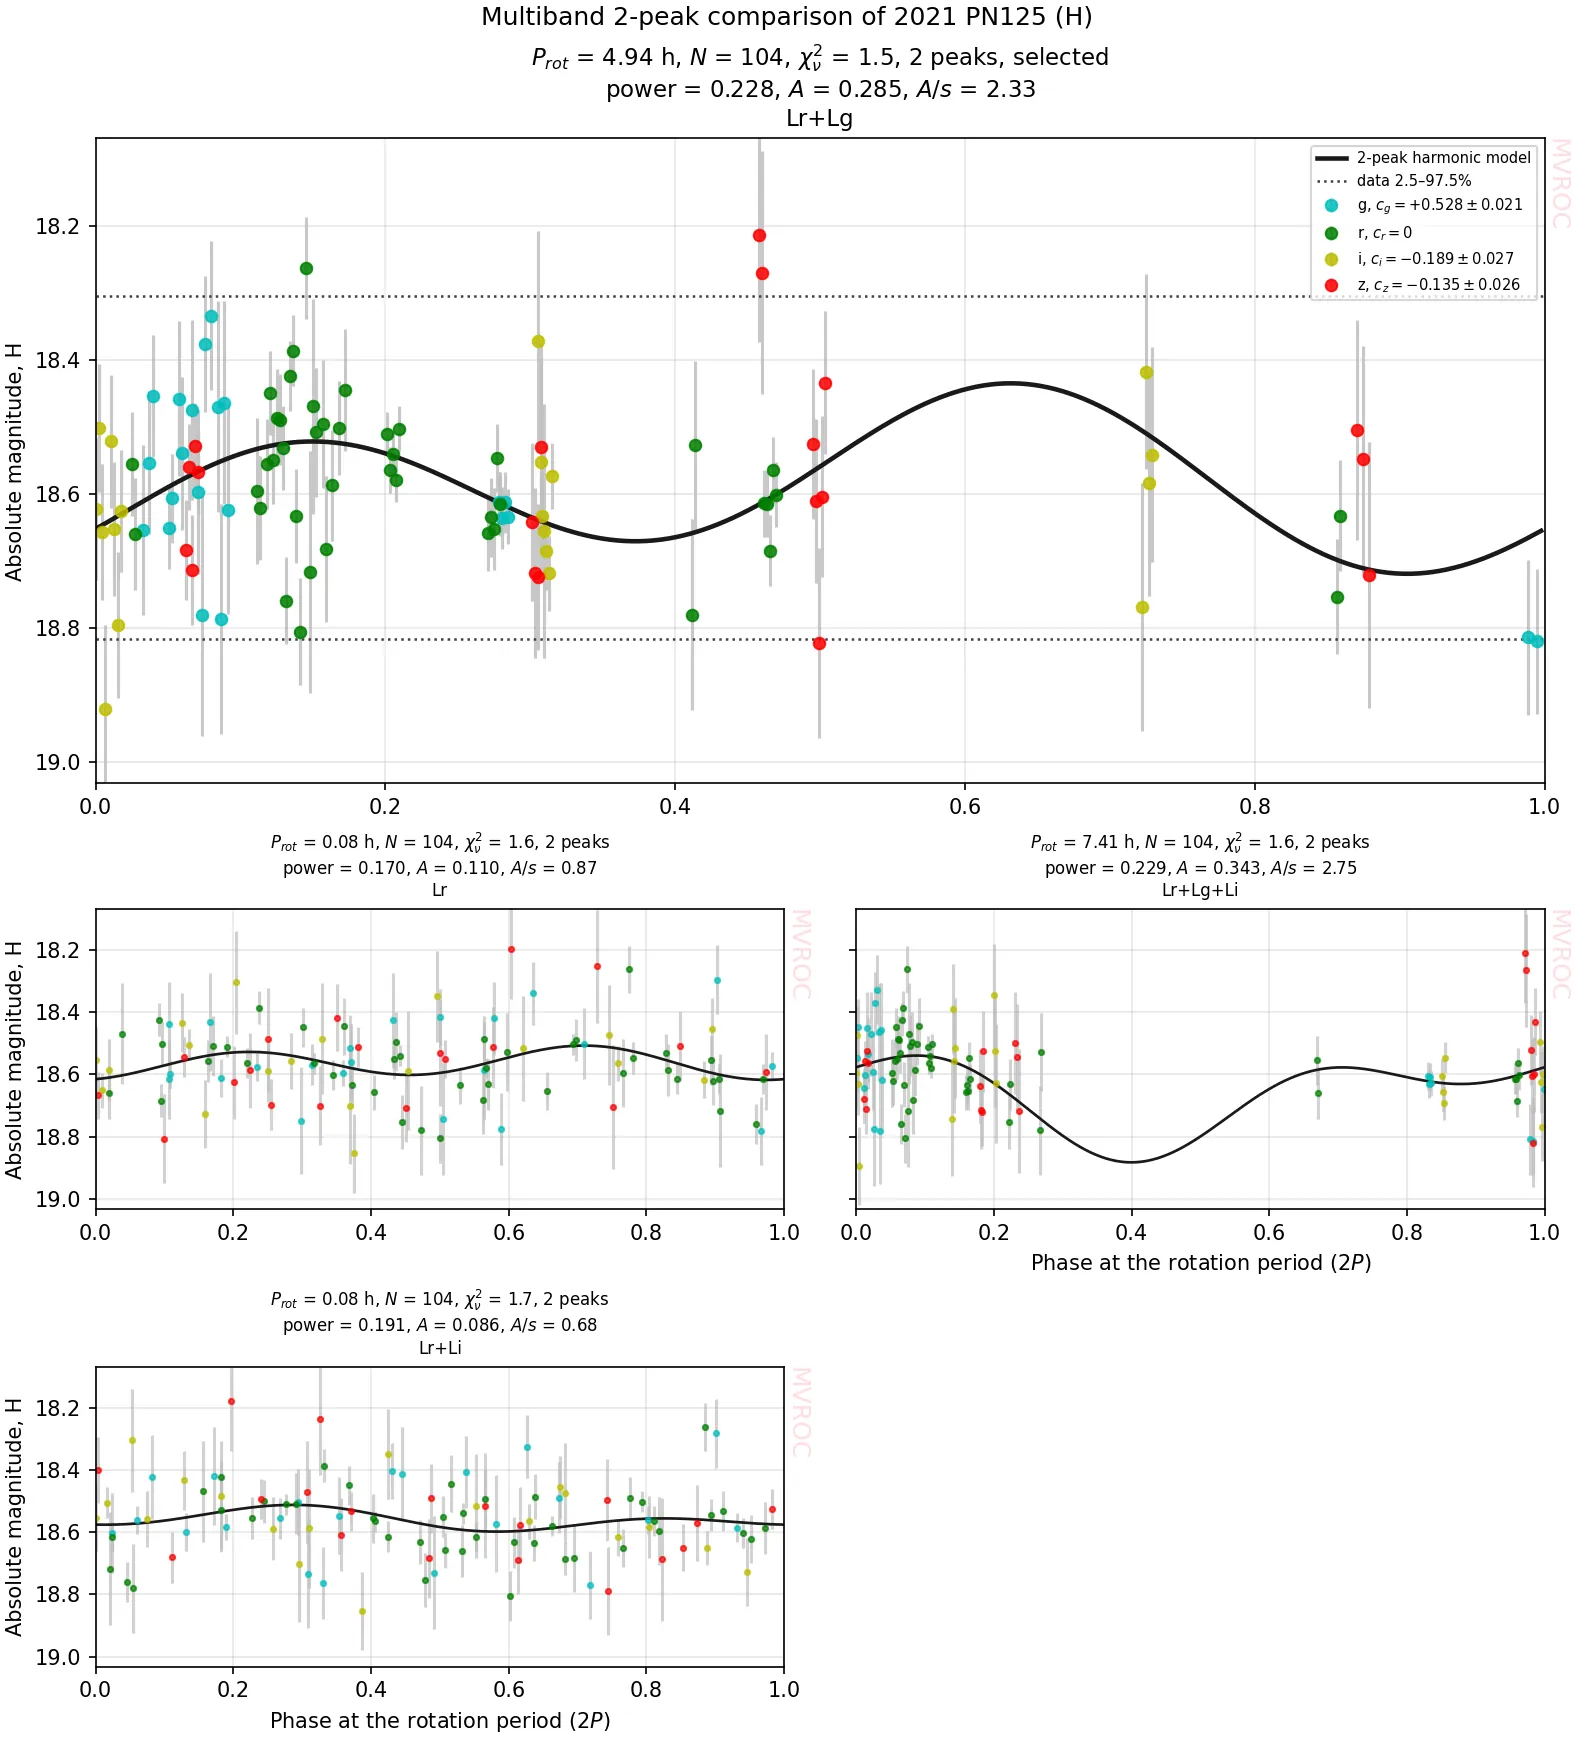 Multiband 2-peak comparison of 2021 PN125 (H)
P_rot = 4.94 h, N = 104, χ²_ν = 1.5, 2 peaks, selected
power = 0.228, A = 0.285, A/s = 2.33
Lr+Lg
MVROC
2-peak harmonic model
data 2.5–97.5%
g, c_g = +0.528 ± 0.021
r, c_r = 0
i, c_i = −0.189 ± 0.027
z, c_z = −0.135 ± 0.026
Absolute magnitude, H
18.2
18.4
18.6
18.8
19.0
0.0 0.2 0.4 0.6 0.8 1.0
P_rot = 0.08 h, N = 104, χ²_ν = 1.6, 2 peaks
power = 0.170, A = 0.110, A/s = 0.87
Lr
MVROC
Absolute magnitude, H
18.2
18.4
18.6
18.8
19.0
0.0 0.2 0.4 0.6 0.8 1.0
P_rot = 7.41 h, N = 104, χ²_ν = 1.6, 2 peaks
power = 0.229, A = 0.343, A/s = 2.75
Lr+Lg+Li
MVROC
0.0 0.2 0.4 0.6 0.8 1.0
Phase at the rotation period (2P)
P_rot = 0.08 h, N = 104, χ²_ν = 1.7, 2 peaks
power = 0.191, A = 0.086, A/s = 0.68
Lr+Li
MVROC
Absolute magnitude, H
18.2
18.4
18.6
18.8
19.0
0.0 0.2 0.4 0.6 0.8 1.0
Phase at the rotation period (2P)